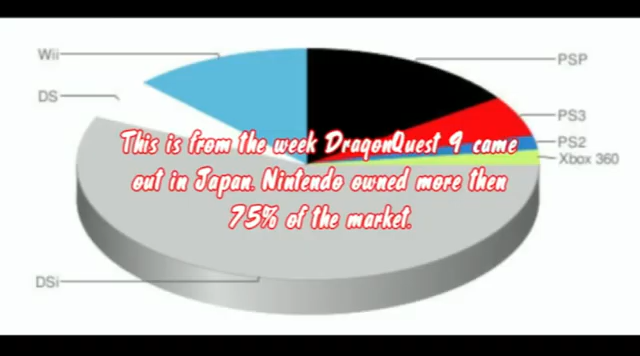 Wii
PSP
DS
PS3
This is from the week DragonQuest 9 came
PS2
Xbox 360
out in Japan. Nintendo owned more then
75% of the market.
DSi